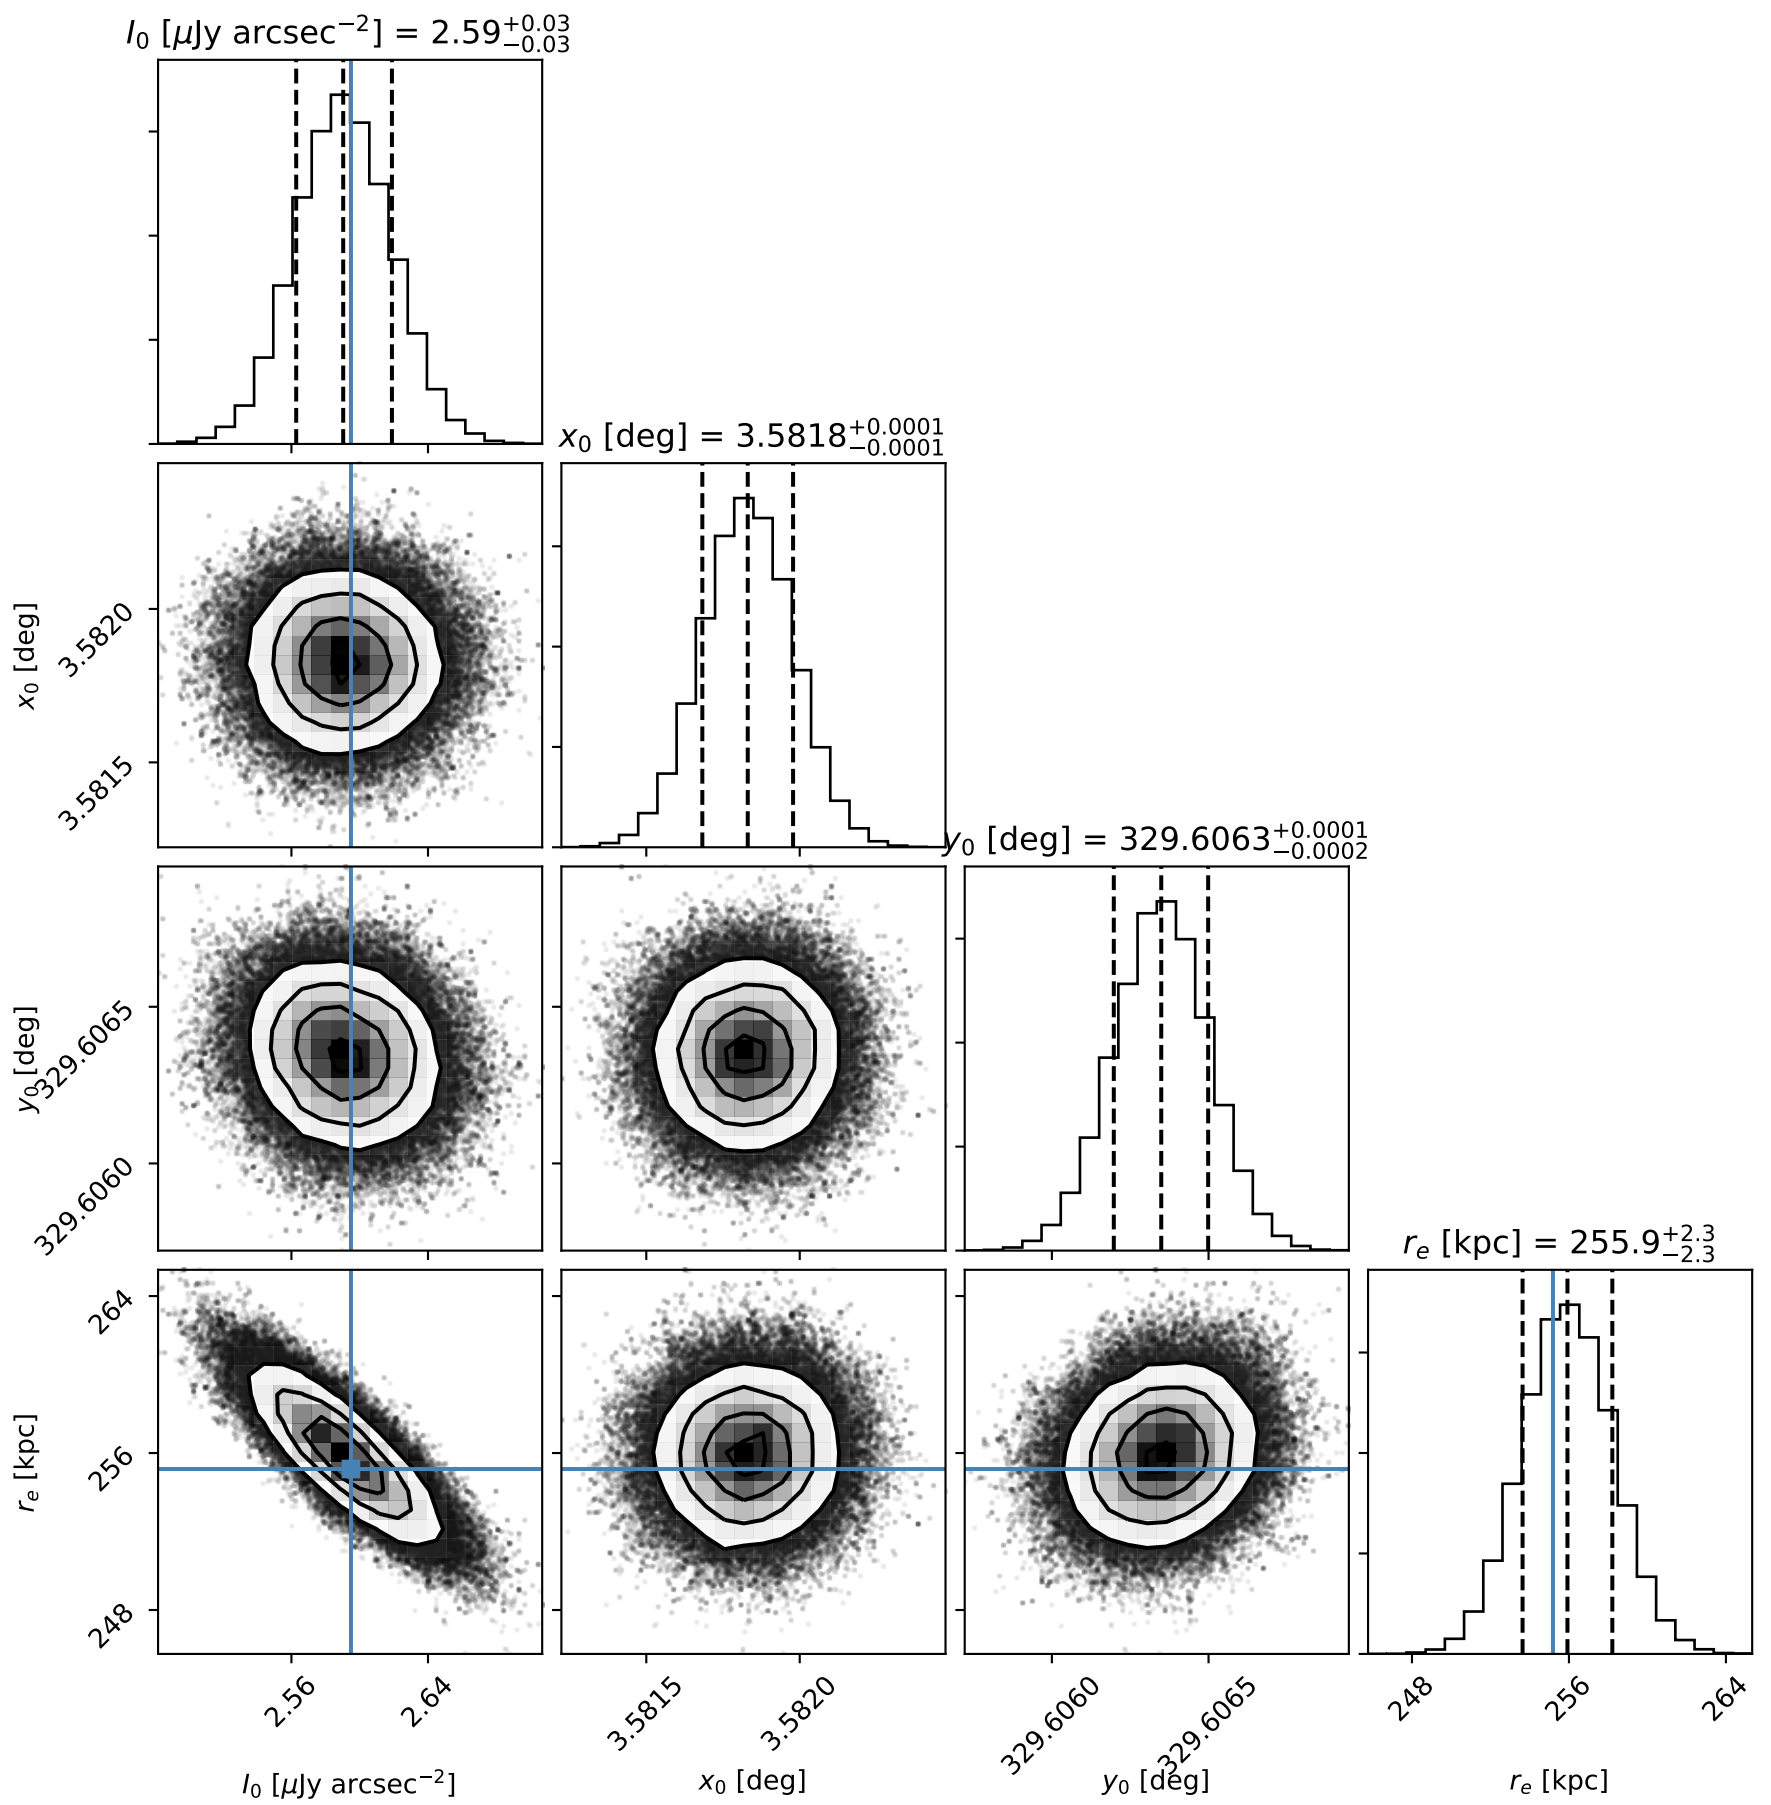 I₀ [μJy arcsec⁻²] = 2.59⁺⁰·⁰³₋₀.₀₃
x₀ [deg] = 3.5818⁺⁰·⁰⁰⁰¹₋₀.₀₀₀₁
x₀ [deg]
3.5820
3.5815
y₀ [deg] = 329.6063⁺⁰·⁰⁰⁰¹₋₀.₀₀₀₂
y₀ [deg]
329.6065
329.6060
rₑ [kpc] = 255.9⁺²·³₋₂.₃
rₑ [kpc]
264
256
248
2.56 2.64 3.5815 3.5820 329.6060 329.6065 248 256 264
I₀ [μJy arcsec⁻²] x₀ [deg] y₀ [deg] rₑ [kpc]